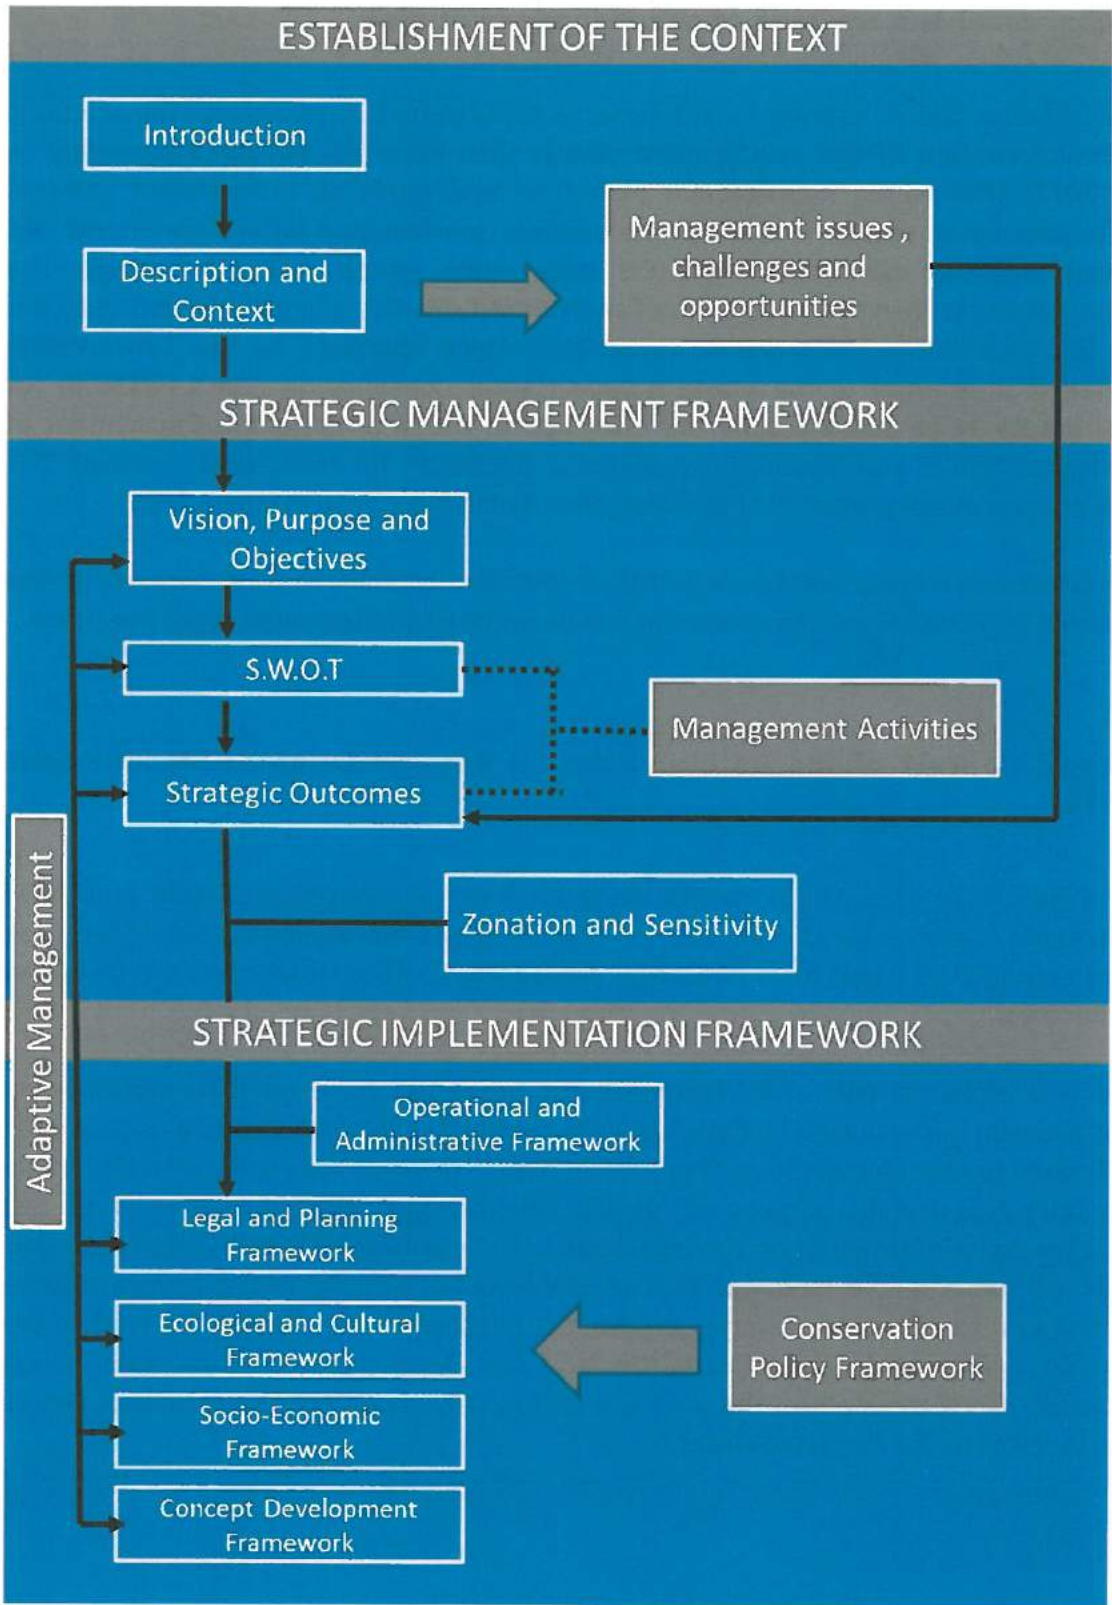 ESTABLISHMENT OF THE CONTEXT
Introduction
Description and
Context
Management issues ,
challenges and
opportunities
STRATEGIC MANAGEMENT FRAMEWORK
Vision, Purpose and
Objectives
S.W.O.T
Management Activities
Strategic Outcomes
Zonation and Sensitivity
Adaptive Management
STRATEGIC IMPLEMENTATION FRAMEWORK
Operational and
Administrative Framework
Legal and Planning
Framework
Ecological and Cultural
Framework
Conservation
Policy Framework
Socio-Economic
Framework
Concept Development
Framework